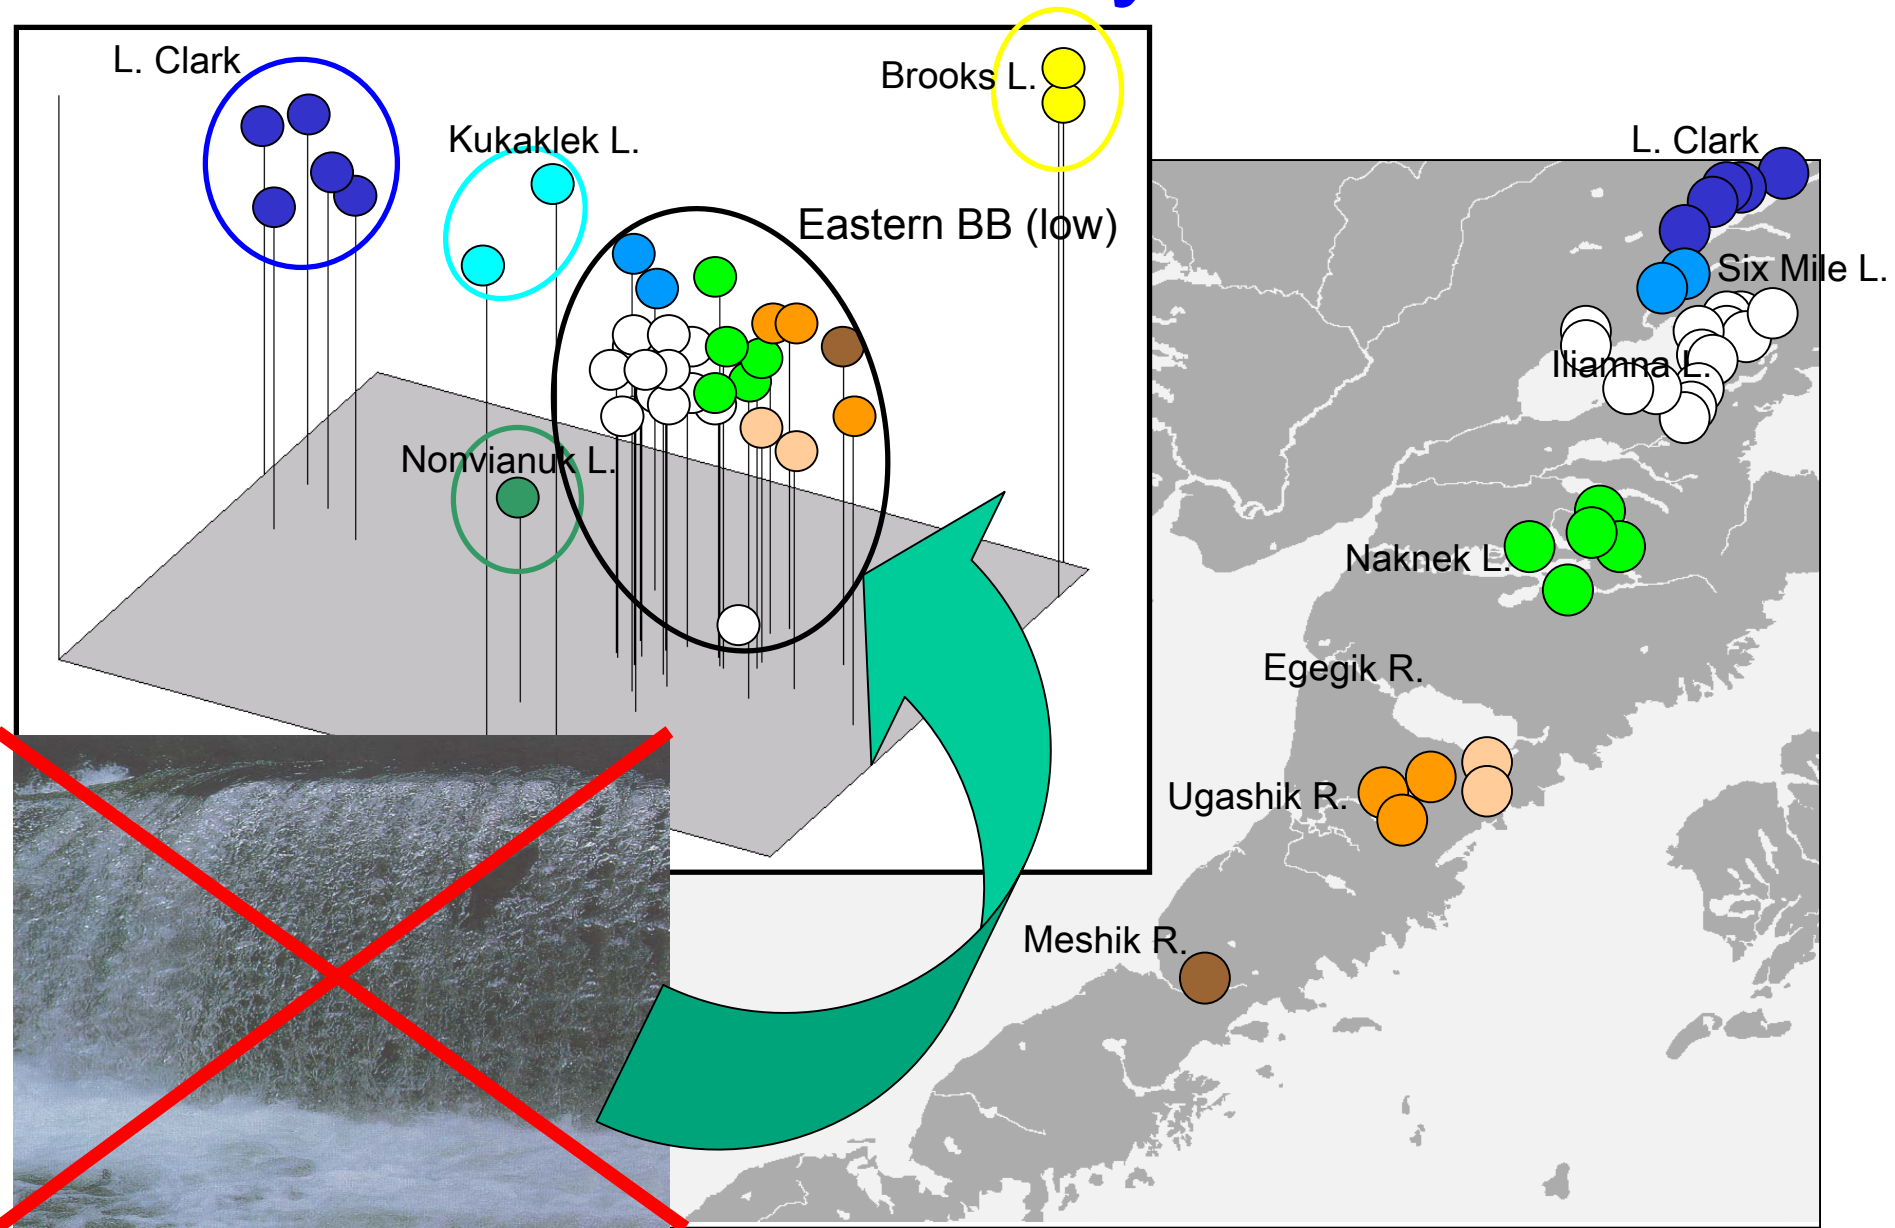 L. Clark
Brooks L.
Kukaklek L.
Eastern BB (low)
Nonvianuk L.
L. Clark
Six Mile L.
Iliamna L.
Naknek L.
Egegik R.
Ugashik R.
Meshik R.